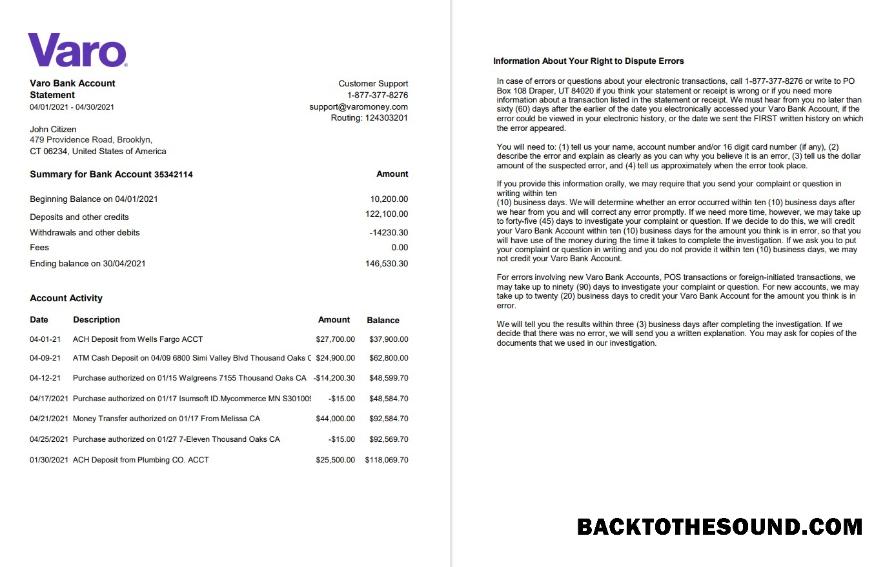 Varo
Varo Bank Account
Statement
04/01/2021 - 04/30/2021
Customer Support
1-877-377-8276
support@varomoney.com
Routing: 124303201
John Citizen
479 Providence Road, Brooklyn,
CT 06234, United States of America
Summary for Bank Account 35342114 Amount
Beginning Balance on 04/01/2021 10,200.00
Deposits and other credits 122,100.00
Withdrawals and other debits -14230.30
Fees 0.00
Ending balance on 30/04/2021 146,530.30
Account Activity
Date Description Amount Balance
04-01-21 ACH Deposit from Wells Fargo ACCT $27,700.00 $37,900.00
04-09-21 ATM Cash Deposit on 04/09 6800 Simi Valley Blvd Thousand Oaks C $24,900.00 $62,800.00
04-12-21 Purchase authorized on 01/15 Walgreens 7155 Thousand Oaks CA -$14,200.30 $48,599.70
04/17/2021 Purchase authorized on 01/17 Isumsoft ID.Mycommerce MN -$15.00 $48,584.70
04/21/2021 Money Transfer authorized on 01/17 From Melissa CA $44,000.00 $92,584.70
04/25/2021 Purchase authorized on 01/27 7-Eleven Thousand Oaks CA -$15.00 $92,569.70
01/30/2021 ACH Deposit from Plumbing CO. ACCT $25,500.00 $118,069.70
Information About Your Right to Dispute Errors
In case of errors or questions about your electronic transactions, call 1-877-377-8276 or write to PO
Box 108 Draper, UT 84020 if you think your statement or receipt is wrong or if you need more
information about a transaction listed in the statement or receipt. We must hear from you no later than
sixty (60) days after the earlier of the date you electronically accessed your Varo Bank Account, if the
error could be viewed in your electronic history, or the date we sent the FIRST written history on which
the error appeared.
You will need to: (1) tell us your name, account number and/or 16 digit card number (if any), (2)
describe the error and explain as clearly as you can why you believe it is an error, (3) tell us the dollar
amount of the suspected error, and (4) tell us approximately when the error took place.
If you provide this information orally, we may require that you send your complaint or question in
writing within ten
(10) business days. We will determine whether an error occurred within ten (10) business days after
we hear from you and will correct any error promptly. If we need more time, however, we may take up
to forty-five (45) days to investigate your complaint or question. If we decide to do this, we will credit
your Varo Bank Account within ten (10) business days for the amount you think is in error, so that you
will have use of the money during the time it takes to complete the investigation. If we ask you to put
your complaint or question in writing and you do not provide it within ten (10) business days, we may
not credit your Varo Bank Account.
For errors involving new Varo Bank Accounts, POS transactions or foreign-initiated transactions, we
may take up to ninety (90) days to investigate your complaint or question. For new accounts, we may
take up to twenty (20) business days to credit your Varo Bank Account for the amount you think is in
error.
We will tell you the results within three (3) business days after completing the investigation. If we
decide that there was no error, we will send you a written explanation. You may ask for copies of the
documents that we used in our investigation.
BACKTOTHESOUND.COM